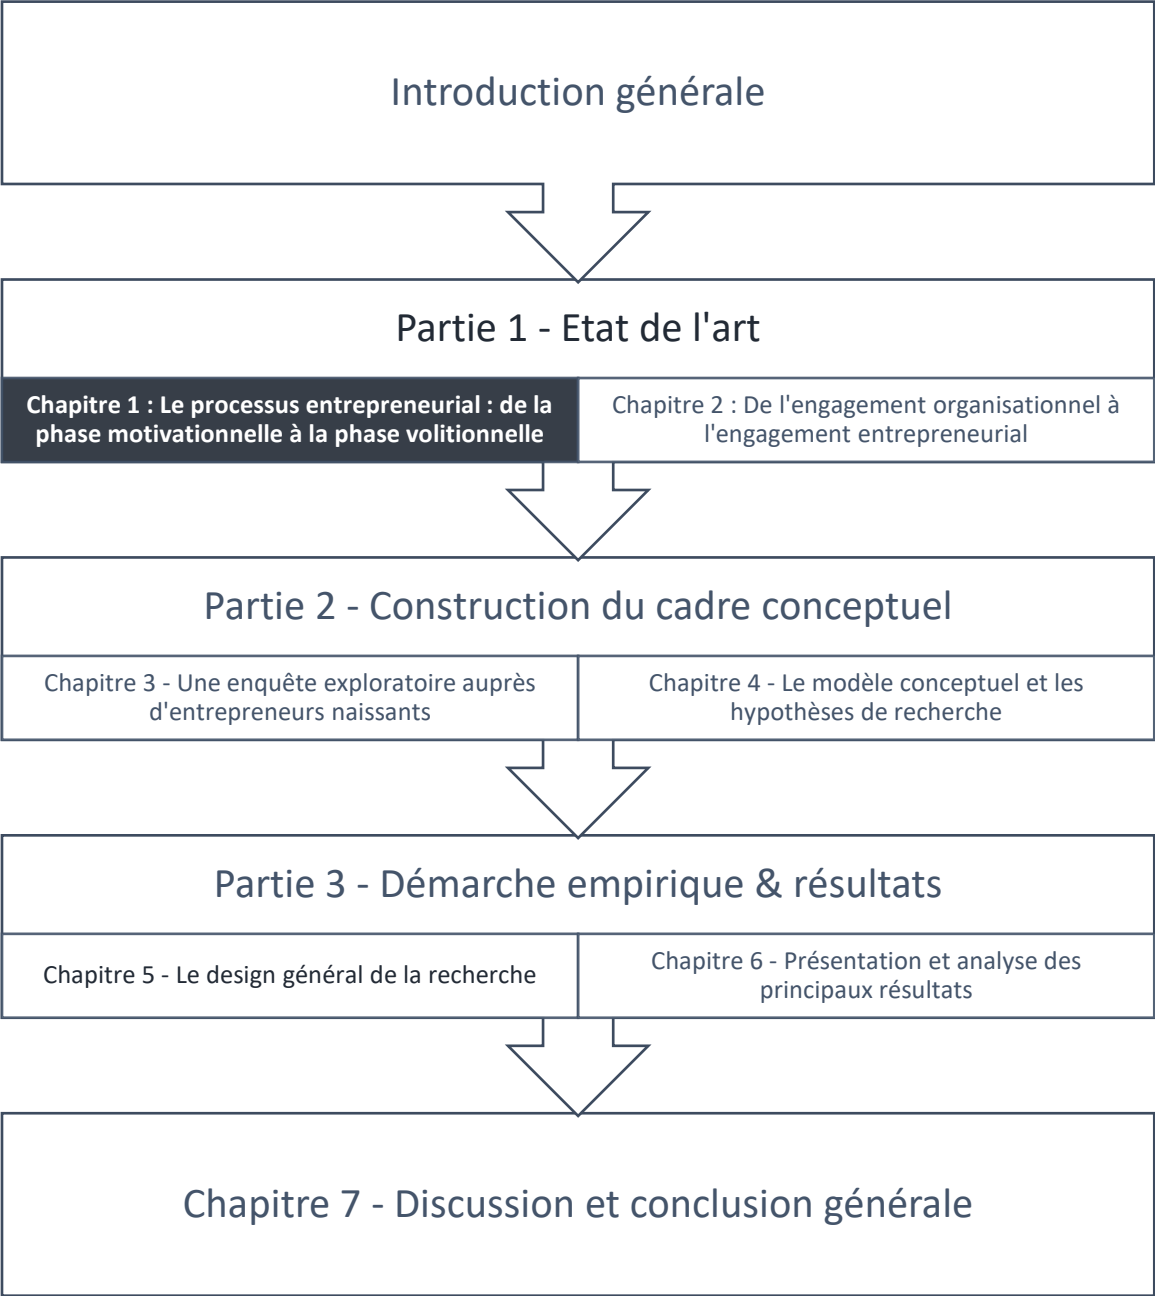 Introduction générale
Partie 1 - Etat de l'art
Chapitre 1 : Le processus entrepreneurial : de la
phase motivationnelle à la phase volitionnelle
Chapitre 2 : De l'engagement organisationnel à
l'engagement entrepreneurial
Partie 2 - Construction du cadre conceptuel
Chapitre 3 - Une enquête exploratoire auprès
d'entrepreneurs naissants
Chapitre 4 - Le modèle conceptuel et les
hypothèses de recherche
Partie 3 - Démarche empirique & résultats
Chapitre 5 - Le design général de la recherche
Chapitre 6 - Présentation et analyse des
principaux résultats
Chapitre 7 - Discussion et conclusion générale